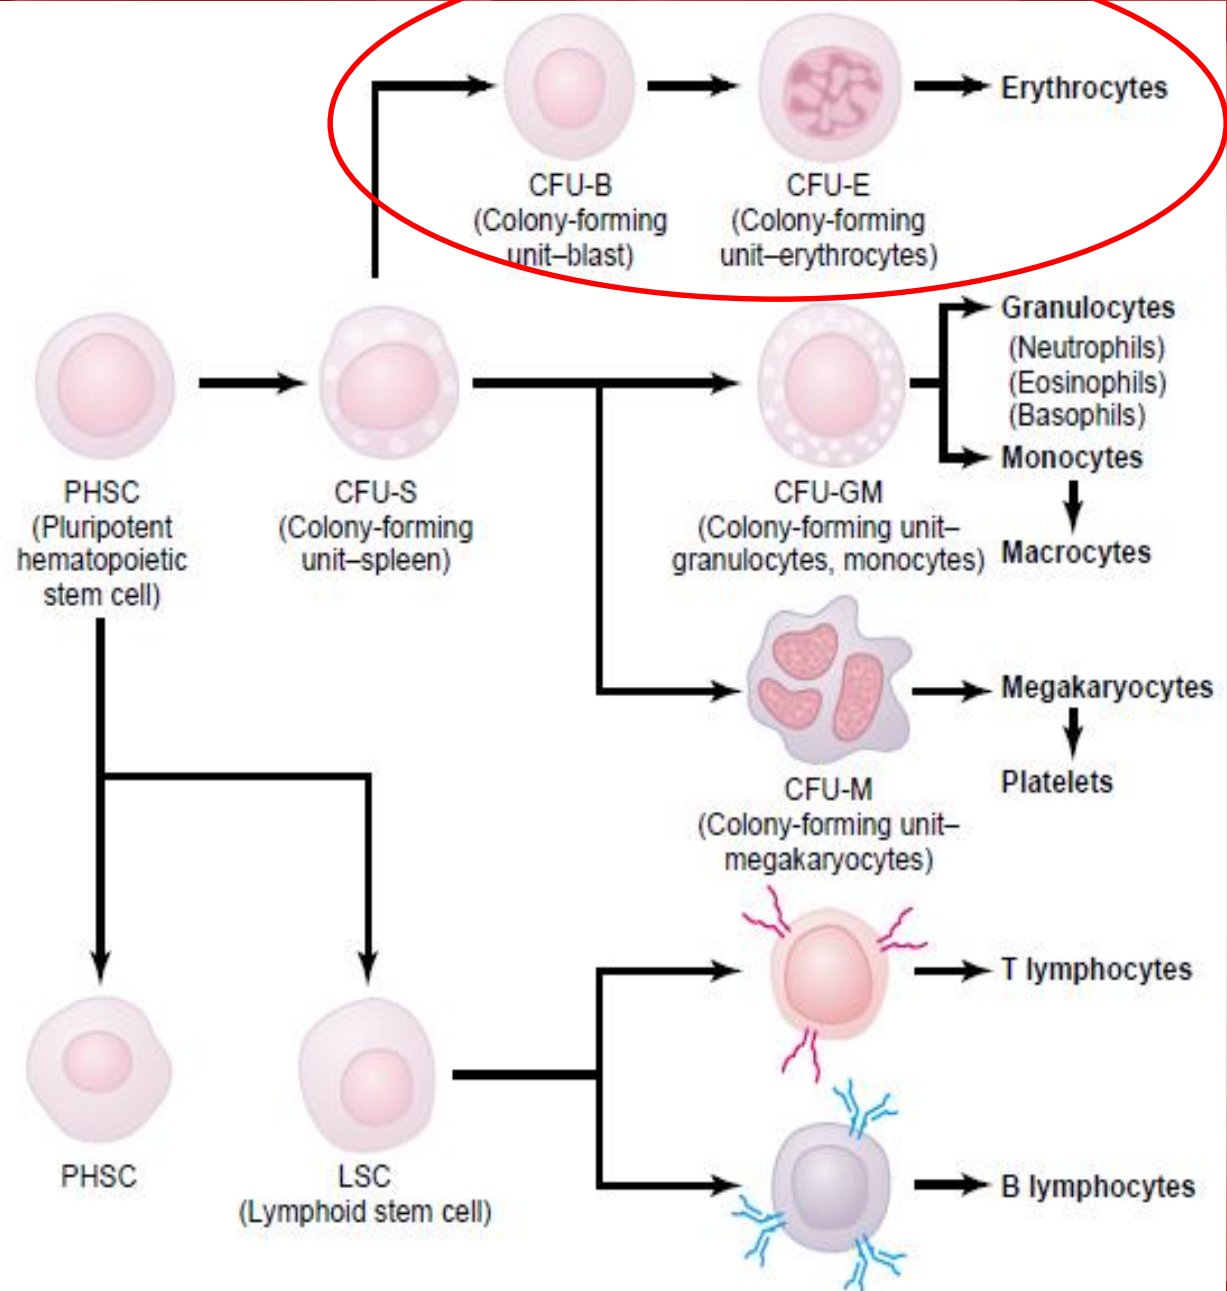 Erythrocytes
CFU-B
(Colony-forming
unit–blast)
CFU-E
(Colony-forming
unit–erythrocytes)
PHSC
(Pluripotent
hematopoietic
stem cell)
CFU-S
(Colony-forming
unit–spleen)
CFU-GM
(Colony-forming unit–
granulocytes, monocytes)
Granulocytes
(Neutrophils)
(Eosinophils)
(Basophils)
Monocytes
Macrocytes
CFU-M
(Colony-forming unit–
megakaryocytes)
Megakaryocytes
Platelets
T lymphocytes
PHSC
LSC
(Lymphoid stem cell)
B lymphocytes